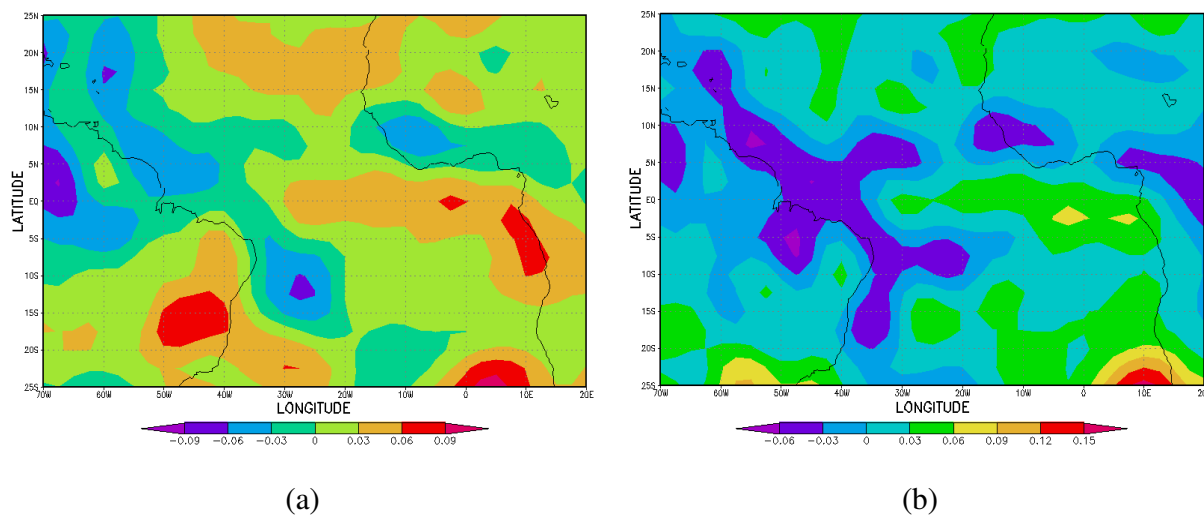 25N
20N
15N
10N
5N
EQ
5S
10S
15S
20S
25S
LATITUDE
70W 60W 50W 40W 30W 20W 10W 0 10E 20E
LONGITUDE
−0.09 −0.06 −0.03 0 0.03 0.06 0.09
(a)
25N
20N
15N
10N
5N
EQ
5S
10S
15S
20S
25S
LATITUDE
70W 60W 50W 40W 30W 20W 10W 0 10E 20E
LONGITUDE
−0.06 −0.03 0 0.03 0.06 0.09 0.12 0.15
(b)